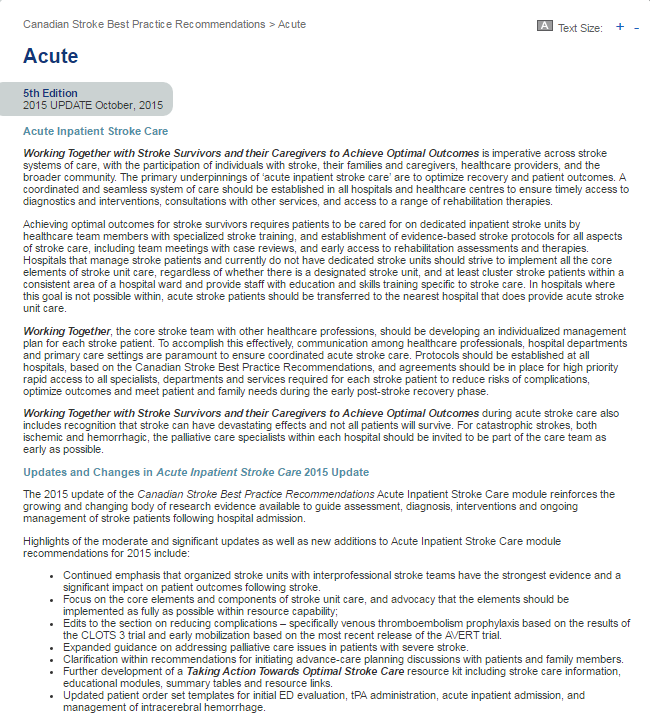 Canadian Stroke Best Practice Recommendations > Acute
A Text Size: + -
Acute
5th Edition
2015 UPDATE October, 2015
Acute Inpatient Stroke Care
Working Together with Stroke Survivors and their Caregivers to Achieve Optimal Outcomes is imperative across stroke
systems of care, with the participation of individuals with stroke, their families and caregivers, healthcare providers, and the
broader community. The primary underpinnings of 'acute inpatient stroke care' are to optimize recovery and patient outcomes. A
coordinated and seamless system of care should be established in all hospitals and healthcare centres to ensure timely access to
diagnostics and interventions, consultations with other services, and access to a range of rehabilitation therapies.
Achieving optimal outcomes for stroke survivors requires patients to be cared for on dedicated inpatient stroke units by
healthcare team members with specialized stroke training, and establishment of evidence-based stroke protocols for all aspects
of stroke care, including team meetings with case reviews, and early access to rehabilitation assessments and therapies.
Hospitals that manage stroke patients and currently do not have dedicated stroke units should strive to implement all the core
elements of stroke unit care, regardless of whether there is a designated stroke unit, and at least cluster stroke patients within a
consistent area of a hospital ward and provide staff with education and skills training specific to stroke care. In hospitals where
this goal is not possible within, acute stroke patients should be transferred to the nearest hospital that does provide acute stroke
unit care.
Working Together, the core stroke team with other healthcare professions, should be developing an individualized management
plan for each stroke patient. To accomplish this effectively, communication among healthcare professionals, hospital departments
and primary care settings are paramount to ensure coordinated acute stroke care. Protocols should be established at all
hospitals, based on the Canadian Stroke Best Practice Recommendations, and agreements should be in place for high priority
rapid access to all specialists, departments and services required for each stroke patient to reduce risks of complications,
optimize outcomes and meet patient and family needs during the early post-stroke recovery phase.
Working Together with Stroke Survivors and their Caregivers to Achieve Optimal Outcomes during acute stroke care also
includes recognition that stroke can have devastating effects and not all patients will survive. For catastrophic strokes, both
ischemic and hemorrhagic, the palliative care specialists within each hospital should be invited to be part of the care team as
early as possible.
Updates and Changes in Acute Inpatient Stroke Care 2015 Update
The 2015 update of the Canadian Stroke Best Practice Recommendations Acute Inpatient Stroke Care module reinforces the
growing and changing body of research evidence available to guide assessment, diagnosis, interventions and ongoing
management of stroke patients following hospital admission.
Highlights of the moderate and significant updates as well as new additions to Acute Inpatient Stroke Care module
recommendations for 2015 include:
• Continued emphasis that organized stroke units with interprofessional stroke teams have the strongest evidence and a
significant impact on patient outcomes following stroke.
• Focus on the core elements and components of stroke unit care, and advocacy that the elements should be
implemented as fully as possible within resource capability;
• Edits to the section on reducing complications – specifically venous thromboembolism prophylaxis based on the results of
the CLOTS 3 trial and early mobilization based on the most recent release of the AVERT trial.
• Expanded guidance on addressing palliative care issues in patients with severe stroke.
• Clarification within recommendations for initiating advance-care planning discussions with patients and family members.
• Further development of a Taking Action Towards Optimal Stroke Care resource kit including stroke care information,
educational modules, summary tables and resource links.
• Updated patient order set templates for initial ED evaluation, tPA administration, acute inpatient admission, and
management of intracerebral hemorrhage.